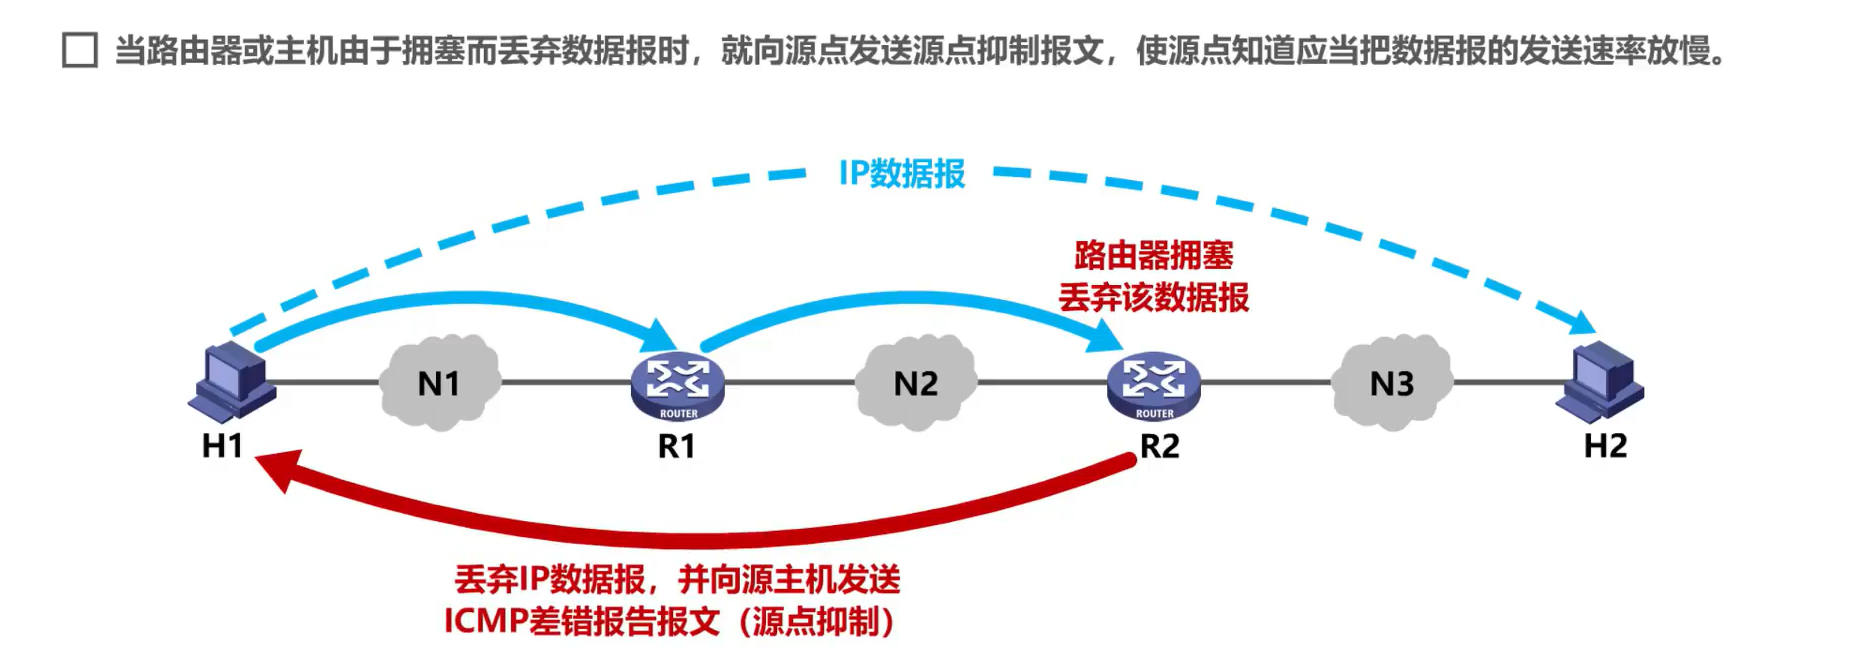 当路由器或主机由于拥塞而丢弃数据报时，就向源点发送源点抑制报文，使源点知道应当把数据报的发送速率放慢。
IP数据报
路由器拥塞
丢弃该数据报
N1
N2
N3
ROUTER
ROUTER
H1
R1
R2
H2
丢弃IP数据报，并向源主机发送
ICMP差错报告报文（源点抑制）